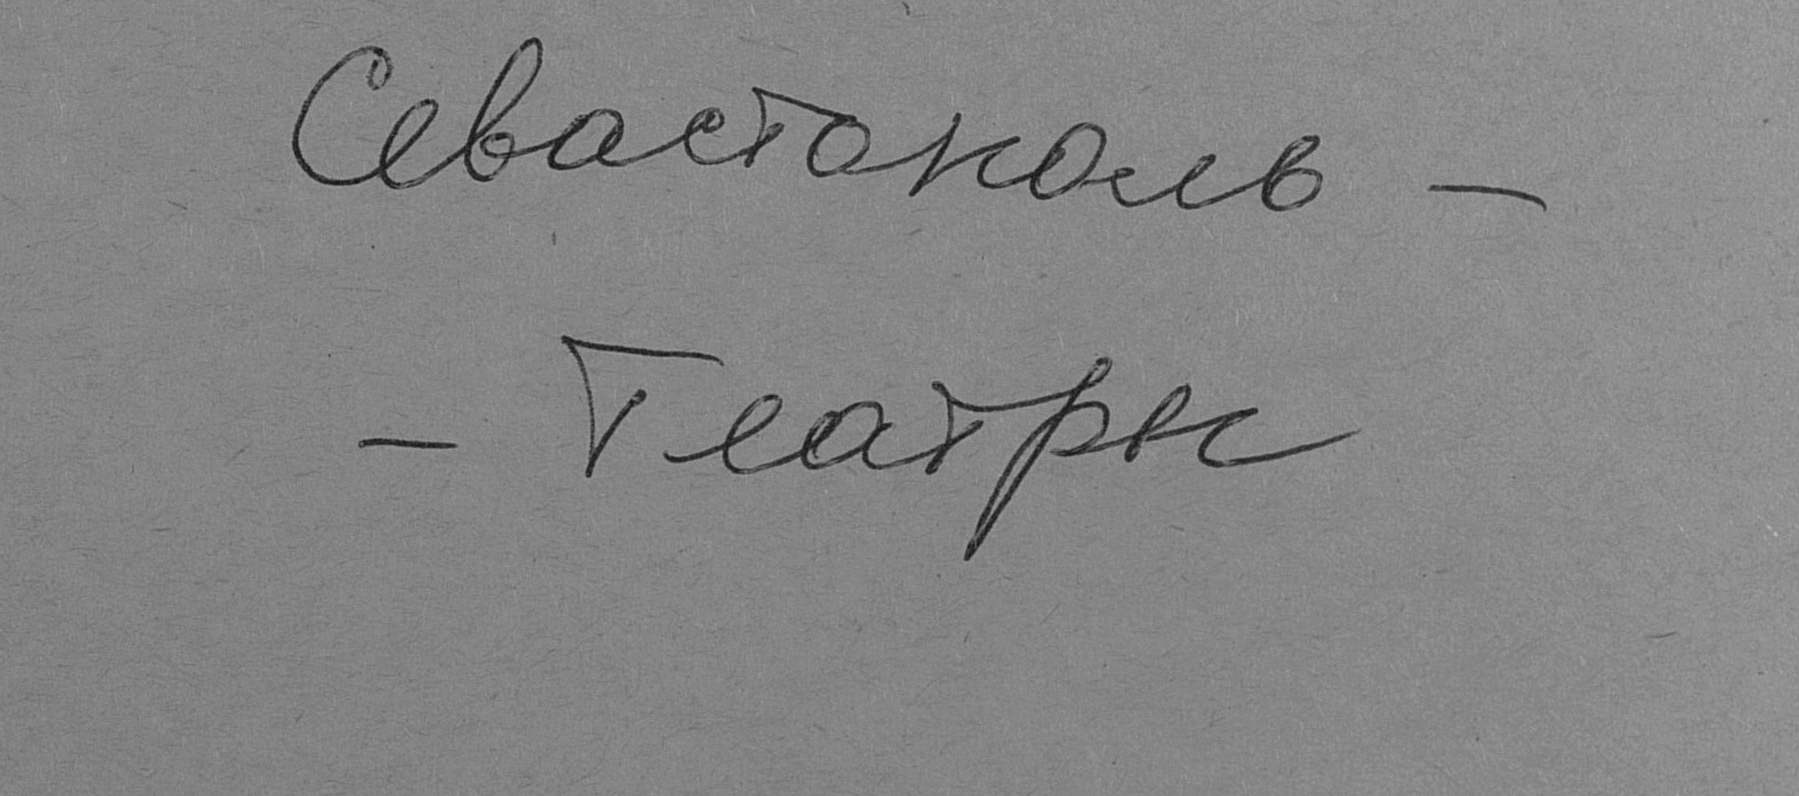 Севастополь –
– Театры